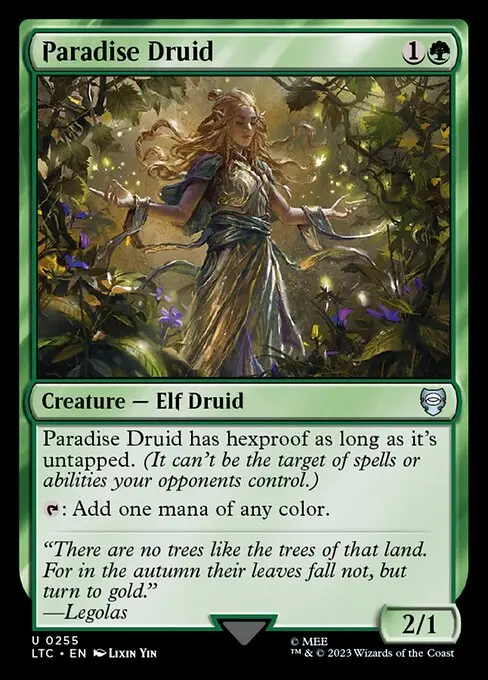 Paradise Druid
1
Creature — Elf Druid
Paradise Druid has hexproof as long as it's
untapped. (It can't be the target of spells or
abilities your opponents control.)
: Add one mana of any color.
“There are no trees like the trees of that land.
For in the autumn their leaves fall not, but
turn to gold.”
—Legolas
2/1
U 0255
LTC • EN Lixin Yin
© MEE
™ & © 2023 Wizards of the Coast